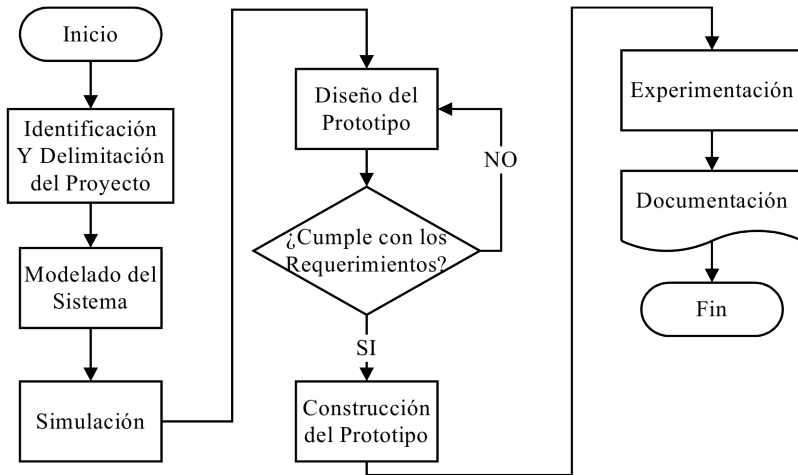 Inicio
Identificación
Y Delimitación
del Proyecto
Modelado del
Sistema
Simulación
Diseño del
Prototipo
NO
¿Cumple con los
Requerimientos?
SI
Construcción
del Prototipo
Experimentación
Documentación
Fin